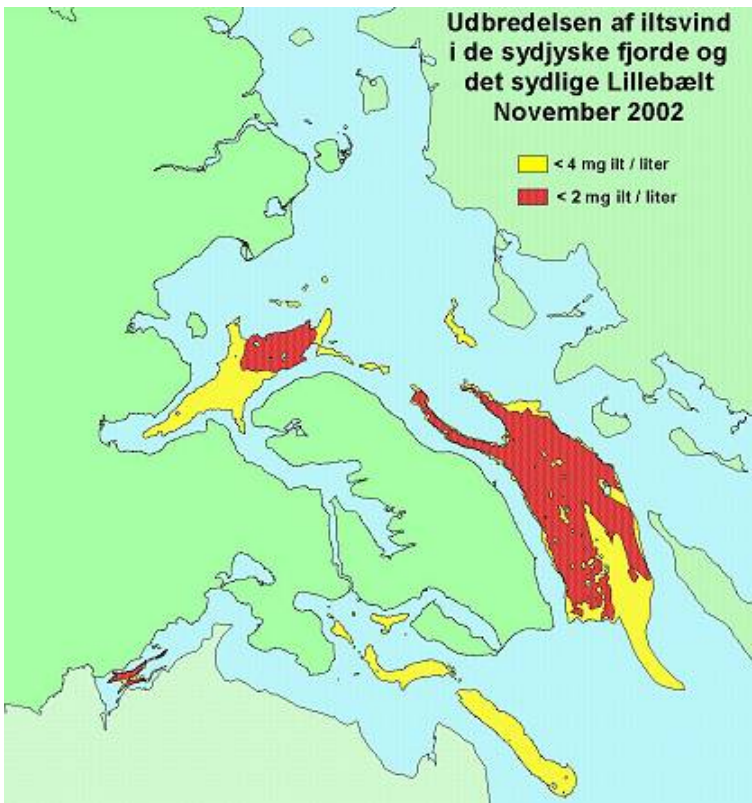 Udbredelsen af iltsvind
i de sydjyske fjorde og
det sydlige Lillebælt
November 2002
< 4 mg ilt / liter
< 2 mg ilt / liter